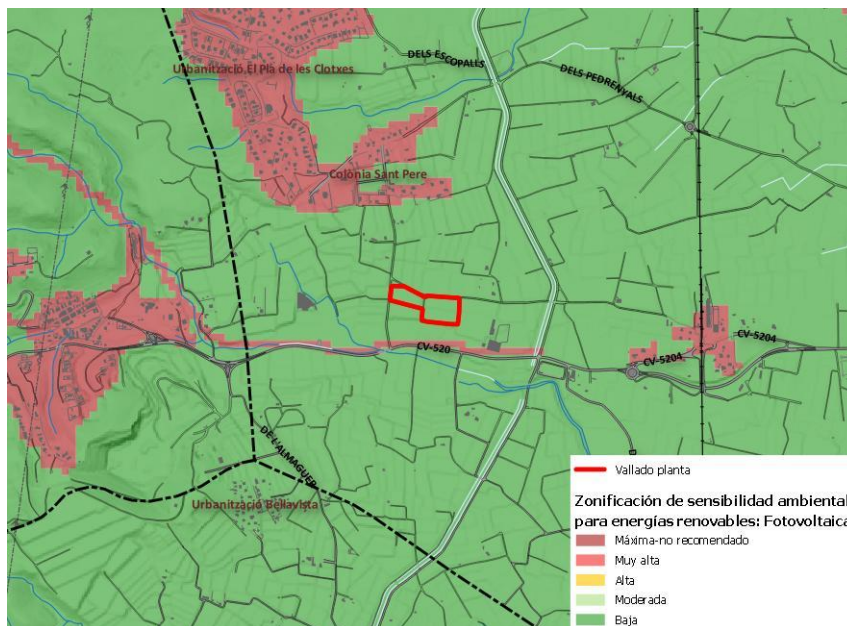 DELS ESCOPALLS
Urbanització El Pla de les Clotxes
DELS PEDRENYALS
Colònia Sant Pere
CV-520
CV-5204
CV-5204
DE L'ALMAGUER
Urbanització Bellavista
Vallado planta
Zonificación de sensibilidad ambiental
para energías renovables: Fotovoltaica
Máxima-no recomendado
Muy alta
Alta
Moderada
Baja